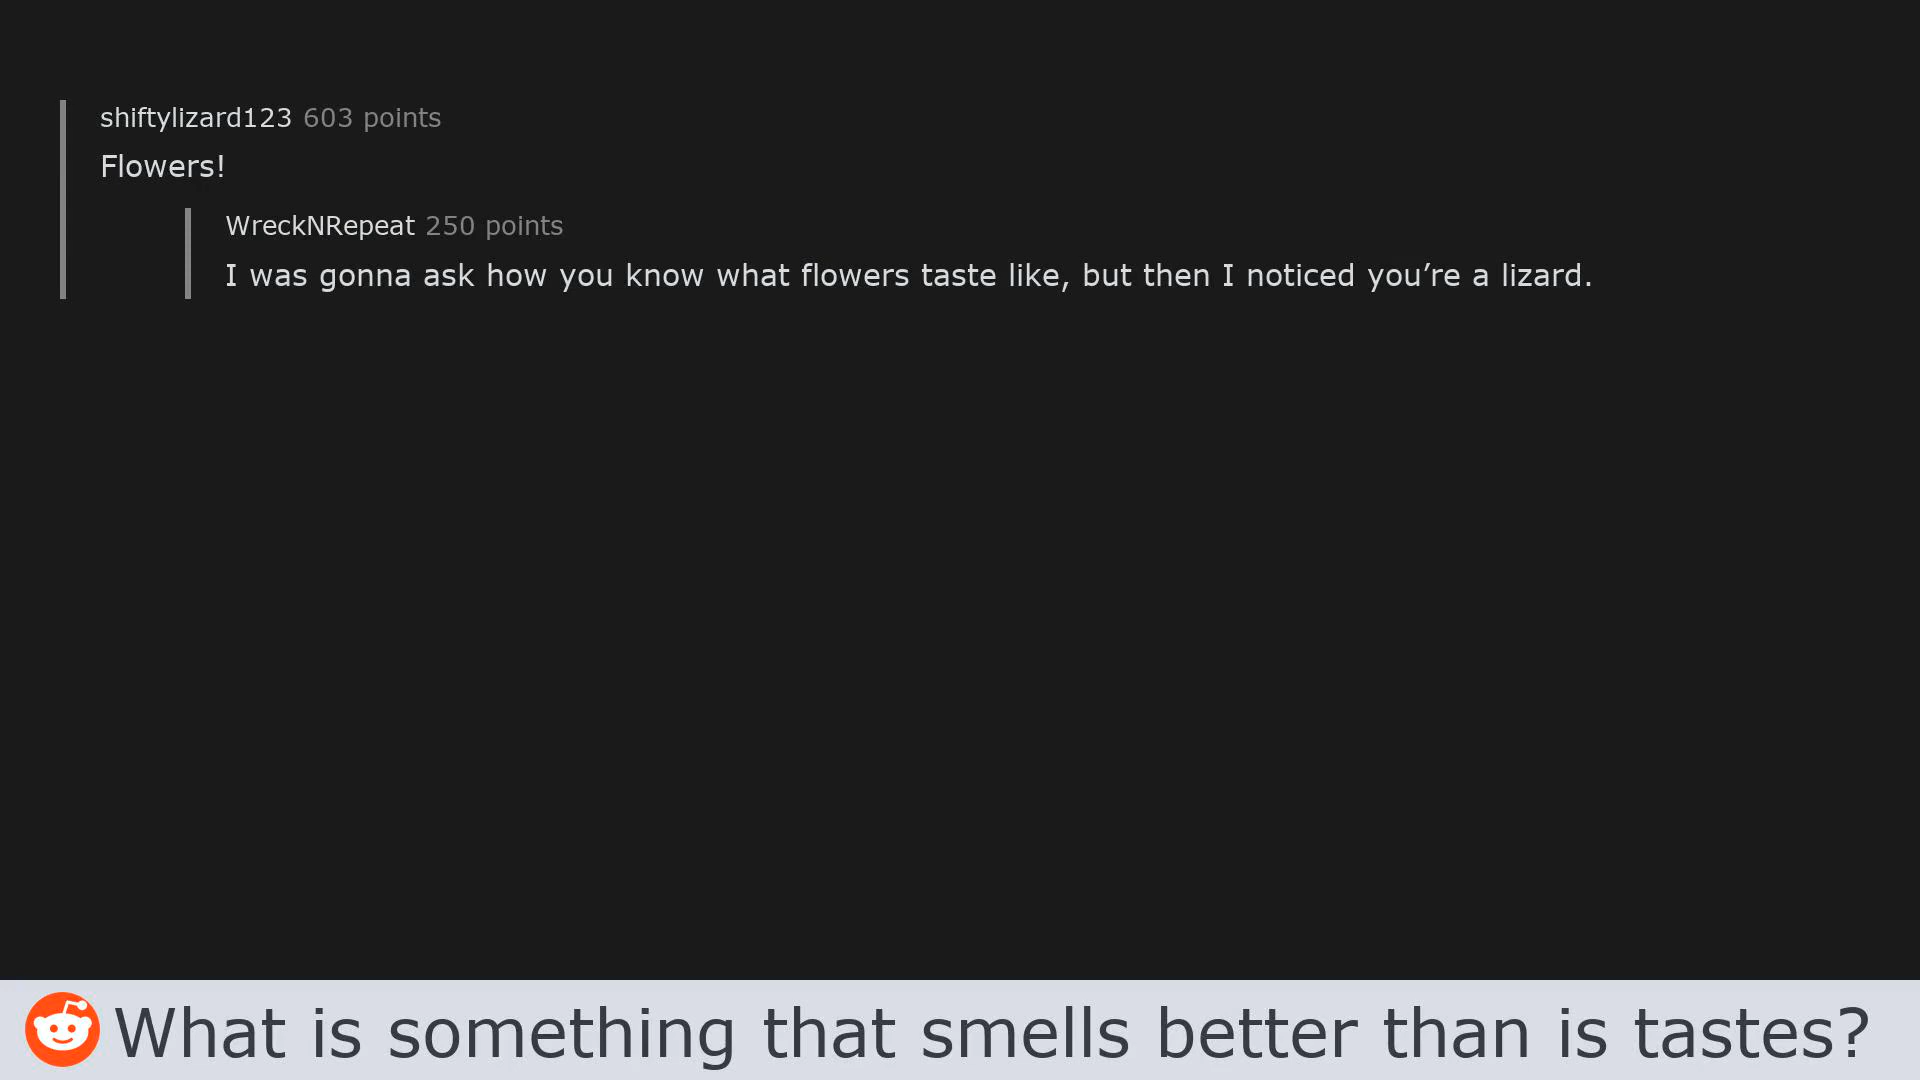 shiftylizard123 603 points
Flowers!
WreckNRepeat 250 points
I was gonna ask how you know what flowers taste like, but then I noticed you’re a lizard.
What is something that smells better than is tastes?